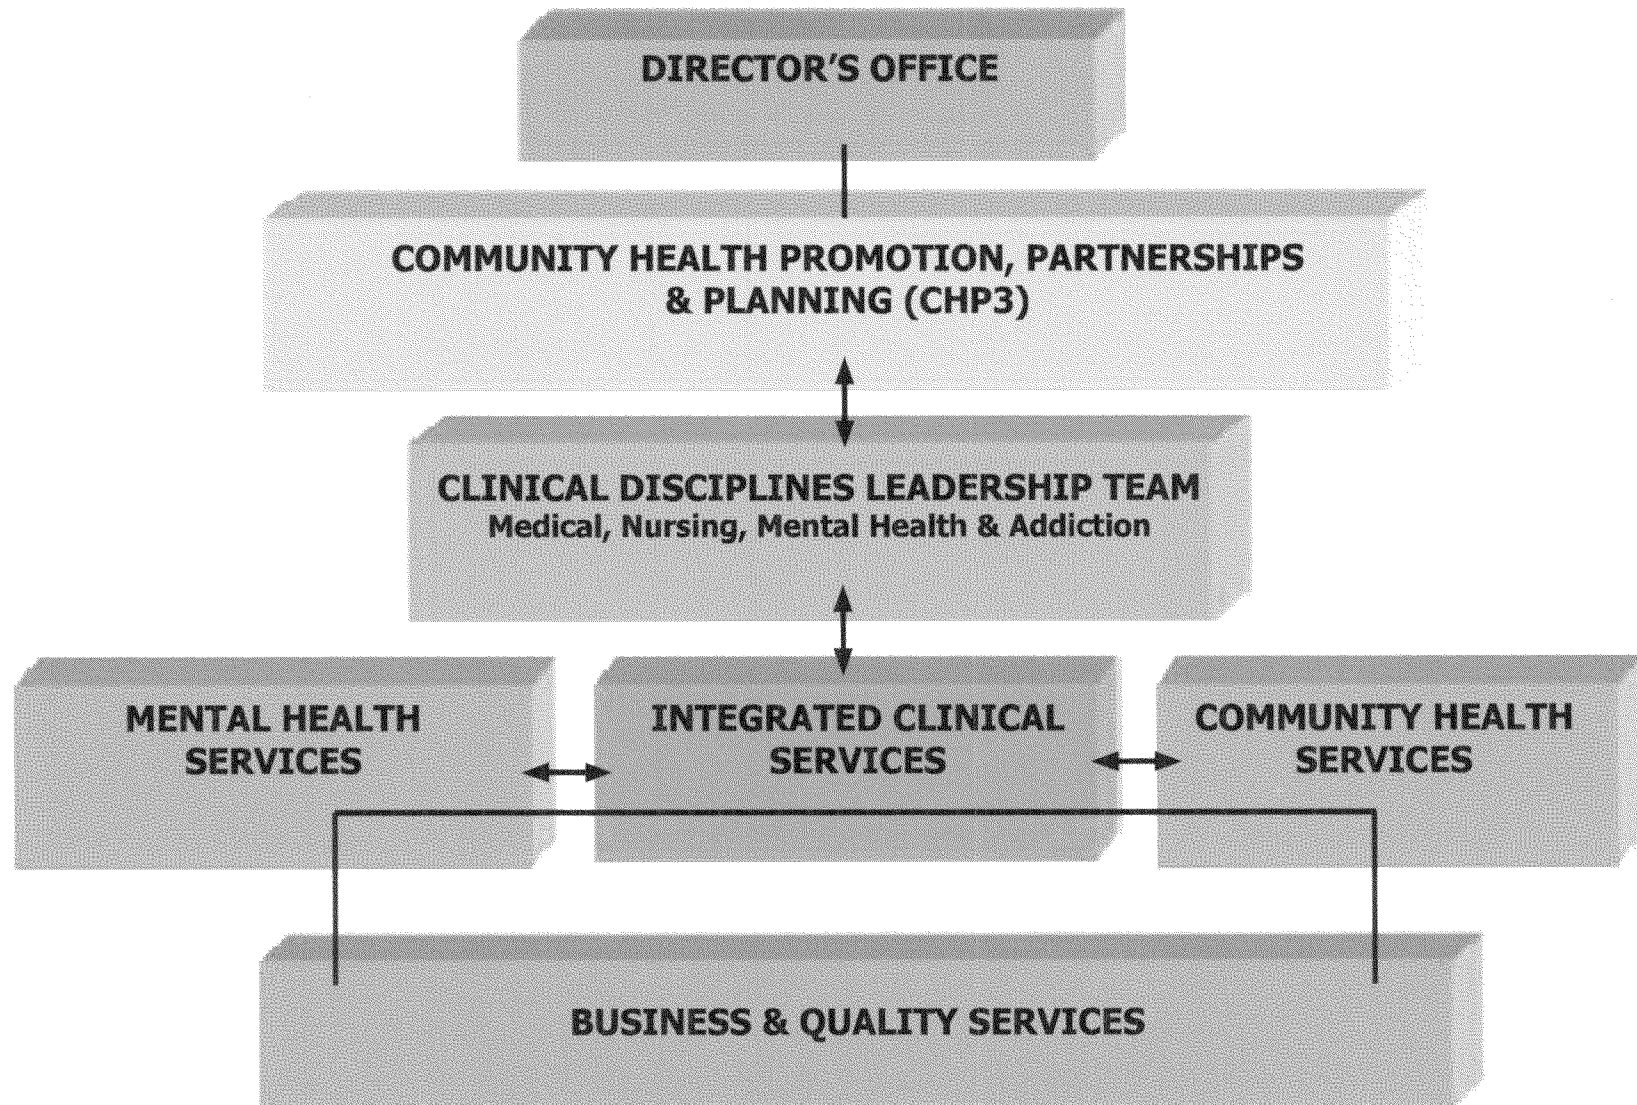 DIRECTOR'S OFFICE
COMMUNITY HEALTH PROMOTION, PARTNERSHIPS
& PLANNING (CHP3)
CLINICAL DISCIPLINES LEADERSHIP TEAM
Medical, Nursing, Mental Health & Addiction
MENTAL HEALTH
SERVICES
INTEGRATED CLINICAL
SERVICES
COMMUNITY HEALTH
SERVICES
BUSINESS & QUALITY SERVICES